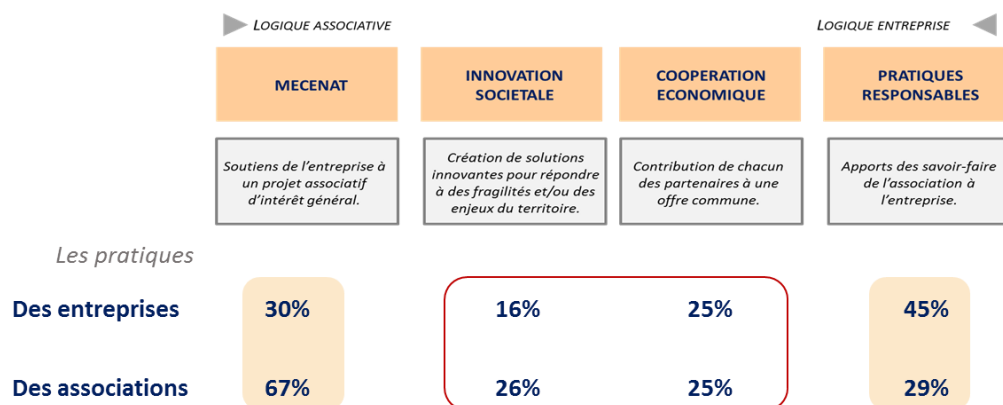 LOGIQUE ASSOCIATIVE
LOGIQUE ENTREPRISE
MECENAT
INNOVATION
SOCIETALE
COOPERATION
ECONOMIQUE
PRATIQUES
RESPONSABLES
Soutiens de l'entreprise à
un projet associatif
d'intérêt général.
Création de solutions
innovantes pour répondre
à des fragilités et/ou des
enjeux du territoire.
Contribution de chacun
des partenaires à une
offre commune.
Apports des savoir-faire
de l'association à
l'entreprise.
Les pratiques
Des entreprises 30% 16% 25% 45%
Des associations 67% 26% 25% 29%